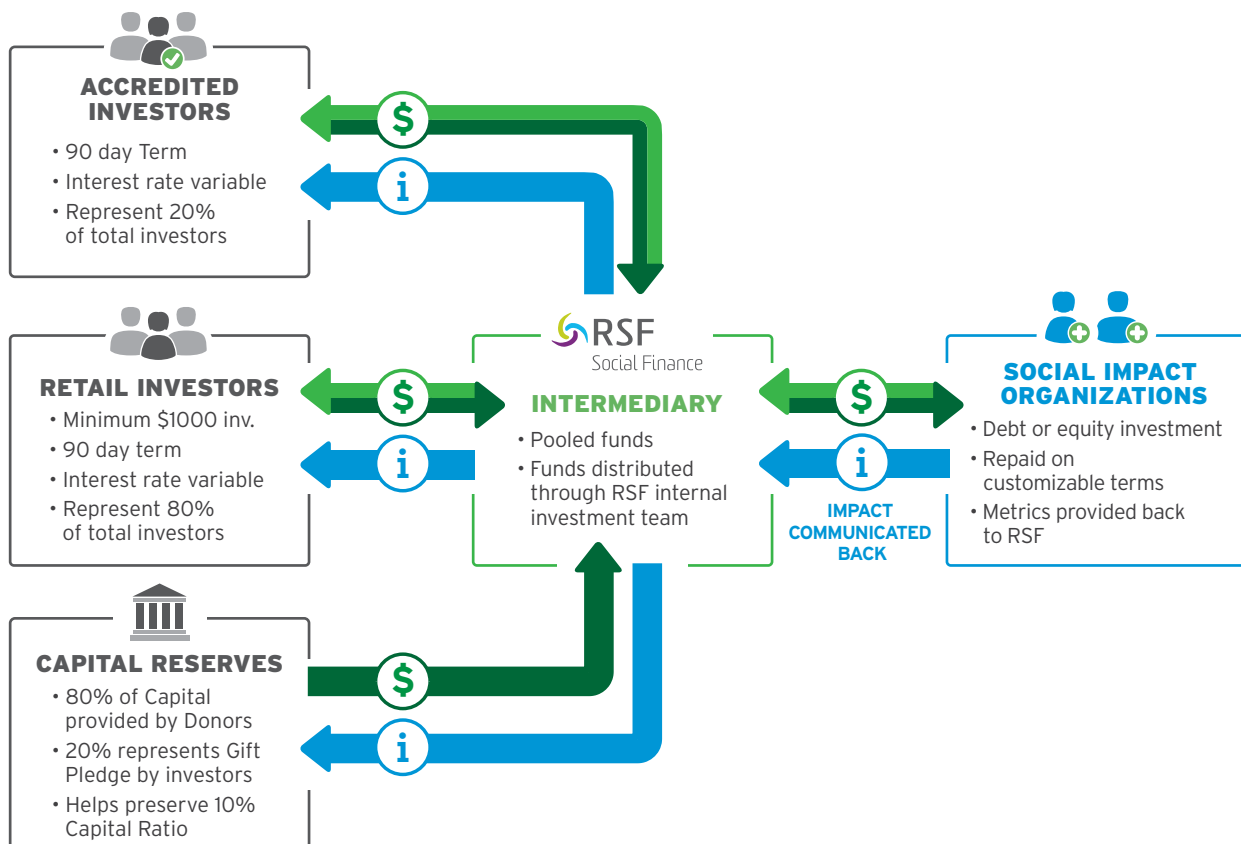 ACCREDITED
INVESTORS
• 90 day Term
• Interest rate variable
• Represent 20%
of total investors
$
i
RETAIL INVESTORS
• Minimum $1000 inv.
• 90 day term
• Interest rate variable
• Represent 80%
of total investors
$
i
RSF
Social Finance
INTERMEDIARY
• Pooled funds
• Funds distributed
through RSF internal
investment team
$
i
IMPACT
COMMUNICATED
BACK
SOCIAL IMPACT
ORGANIZATIONS
• Debt or equity investment
• Repaid on
customizable terms
• Metrics provided back
to RSF
CAPITAL RESERVES
• 80% of Capital
provided by Donors
• 20% represents Gift
Pledge by investors
• Helps preserve 10%
Capital Ratio
$
i